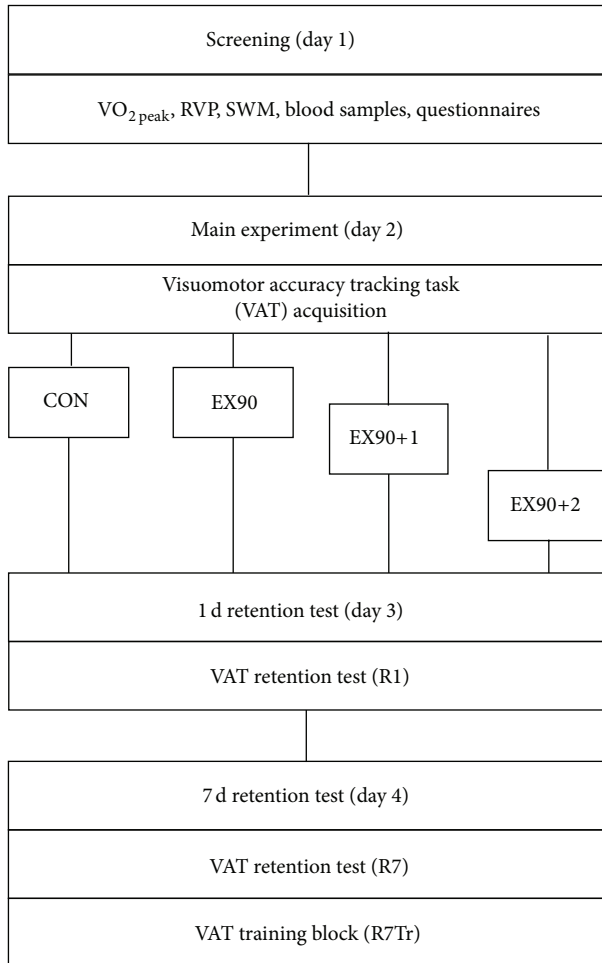 Screening (day 1)
VO2 peak, RVP, SWM, blood samples, questionnaires
Main experiment (day 2)
Visuomotor accuracy tracking task
(VAT) acquisition
CON
EX90
EX90+1
EX90+2
1 d retention test (day 3)
VAT retention test (R1)
7 d retention test (day 4)
VAT retention test (R7)
VAT training block (R7Tr)